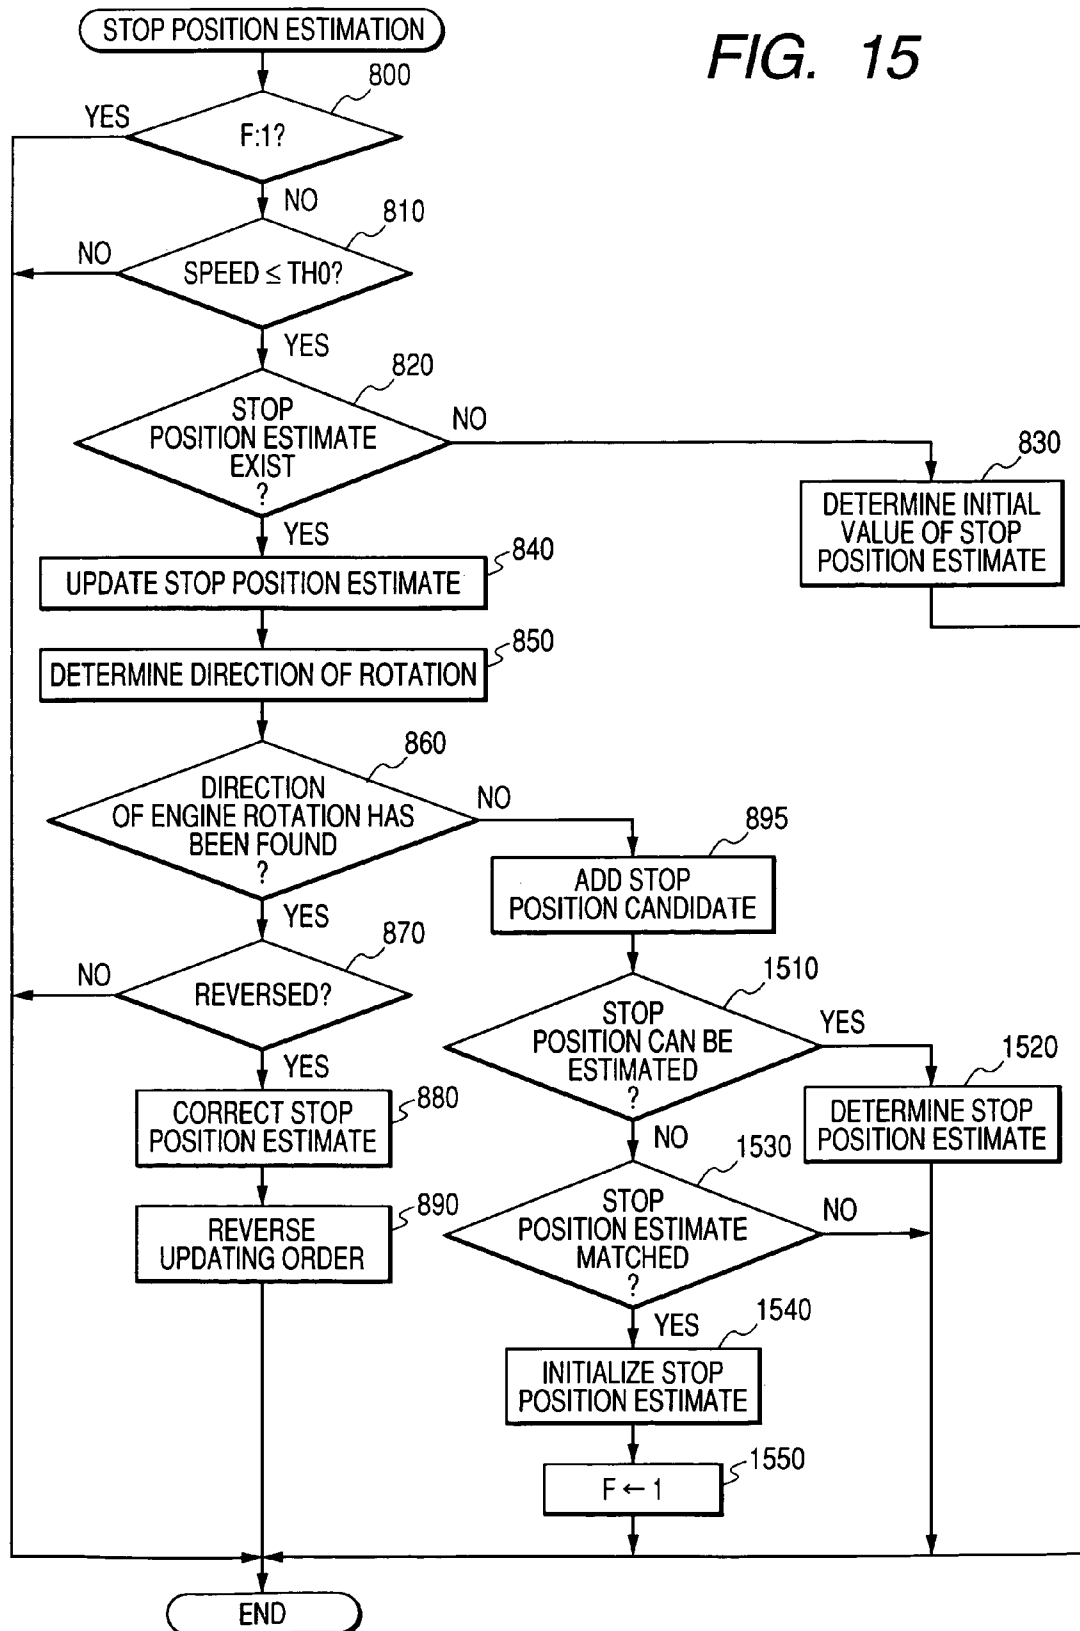 STOP POSITION ESTIMATION
FIG. 15
800
YES
F:1?
NO
810
NO
SPEED ≤ TH0?
YES
820
STOP
POSITION ESTIMATE
EXIST
?
NO
830
DETERMINE INITIAL
VALUE OF STOP
POSITION ESTIMATE
YES
840
UPDATE STOP POSITION ESTIMATE
850
DETERMINE DIRECTION OF ROTATION
860
DIRECTION
OF ENGINE ROTATION HAS
BEEN FOUND
?
NO
895
ADD STOP
POSITION CANDIDATE
YES
870
NO
REVERSED?
1510
STOP
POSITION CAN BE
ESTIMATED
?
YES
1520
DETERMINE STOP
POSITION ESTIMATE
YES
880
CORRECT STOP
POSITION ESTIMATE
NO
1530
STOP
POSITION ESTIMATE
MATCHED
?
NO
890
REVERSE
UPDATING ORDER
YES
1540
INITIALIZE STOP
POSITION ESTIMATE
1550
F ← 1
END